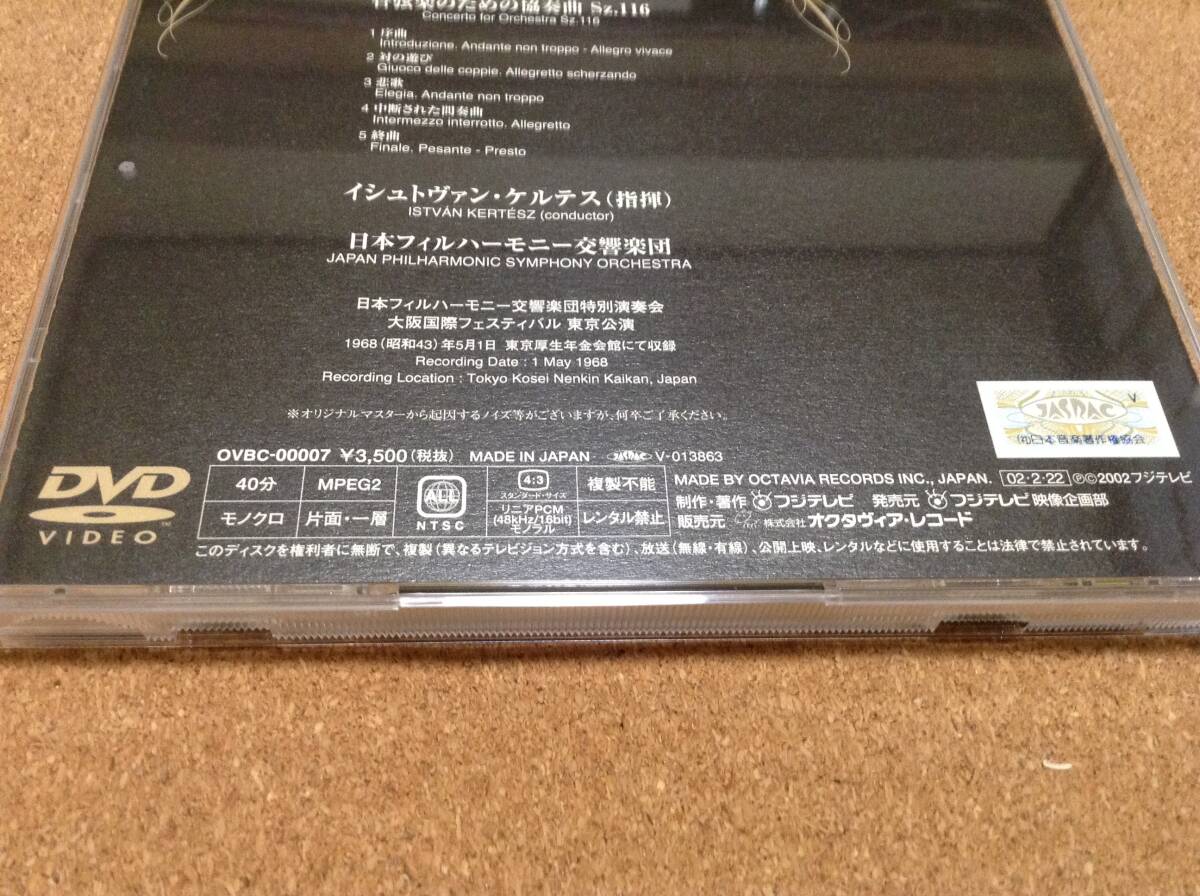 管弦楽のための協奏曲 Sz.116
Concerto for Orchestra Sz.116
1 序曲
Introduzione. Andante non troppo - Allegro vivace
2 対の遊び
Giuoco delle coppie. Allegretto scherzando
3 悲歌
Elegia. Andante non troppo
4 中断された間奏曲
Intermezzo interrotto. Allegretto
5 終曲
Finale. Pesante - Presto
イシュトヴァン・ケルテス(指揮)
ISTVÁN KERTÉSZ (conductor)
日本フィルハーモニー交響楽団
JAPAN PHILHARMONIC SYMPHONY ORCHESTRA
日本フィルハーモニー交響楽団特別演奏会
大阪国際フェスティバル 東京公演
1968(昭和43)年5月1日 東京厚生年金会館にて収録
Recording Date : 1 May 1968
Recording Location : Tokyo Kosei Nenkin Kaikan, Japan
※オリジナルマスターから起因するノイズ等がございますが、何卒ご了承ください。
JASRAC V
(社)日本音楽著作権協会
OVBC-00007 ¥3,500(税抜) MADE IN JAPAN JASRAC V-013863
DVD
VIDEO
40分 MPEG2
モノクロ 片面・一層
ALL
NTSC
4:3
スタンダード・サイズ
リニアPCM
(48kHz/16bit)
モノラル
複製不能
レンタル禁止
MADE BY OCTAVIA RECORDS INC., JAPAN. 02・2・22 ℗©2002フジテレビ
制作・著作 フジテレビ 発売元 フジテレビ映像企画部
販売元 株式会社オクタヴィア・レコード
このディスクを権利者に無断で、複製(異なるテレビジョン方式を含む)、放送(無線・有線)、公開上映、レンタルなどに使用することは法律で禁止されています。